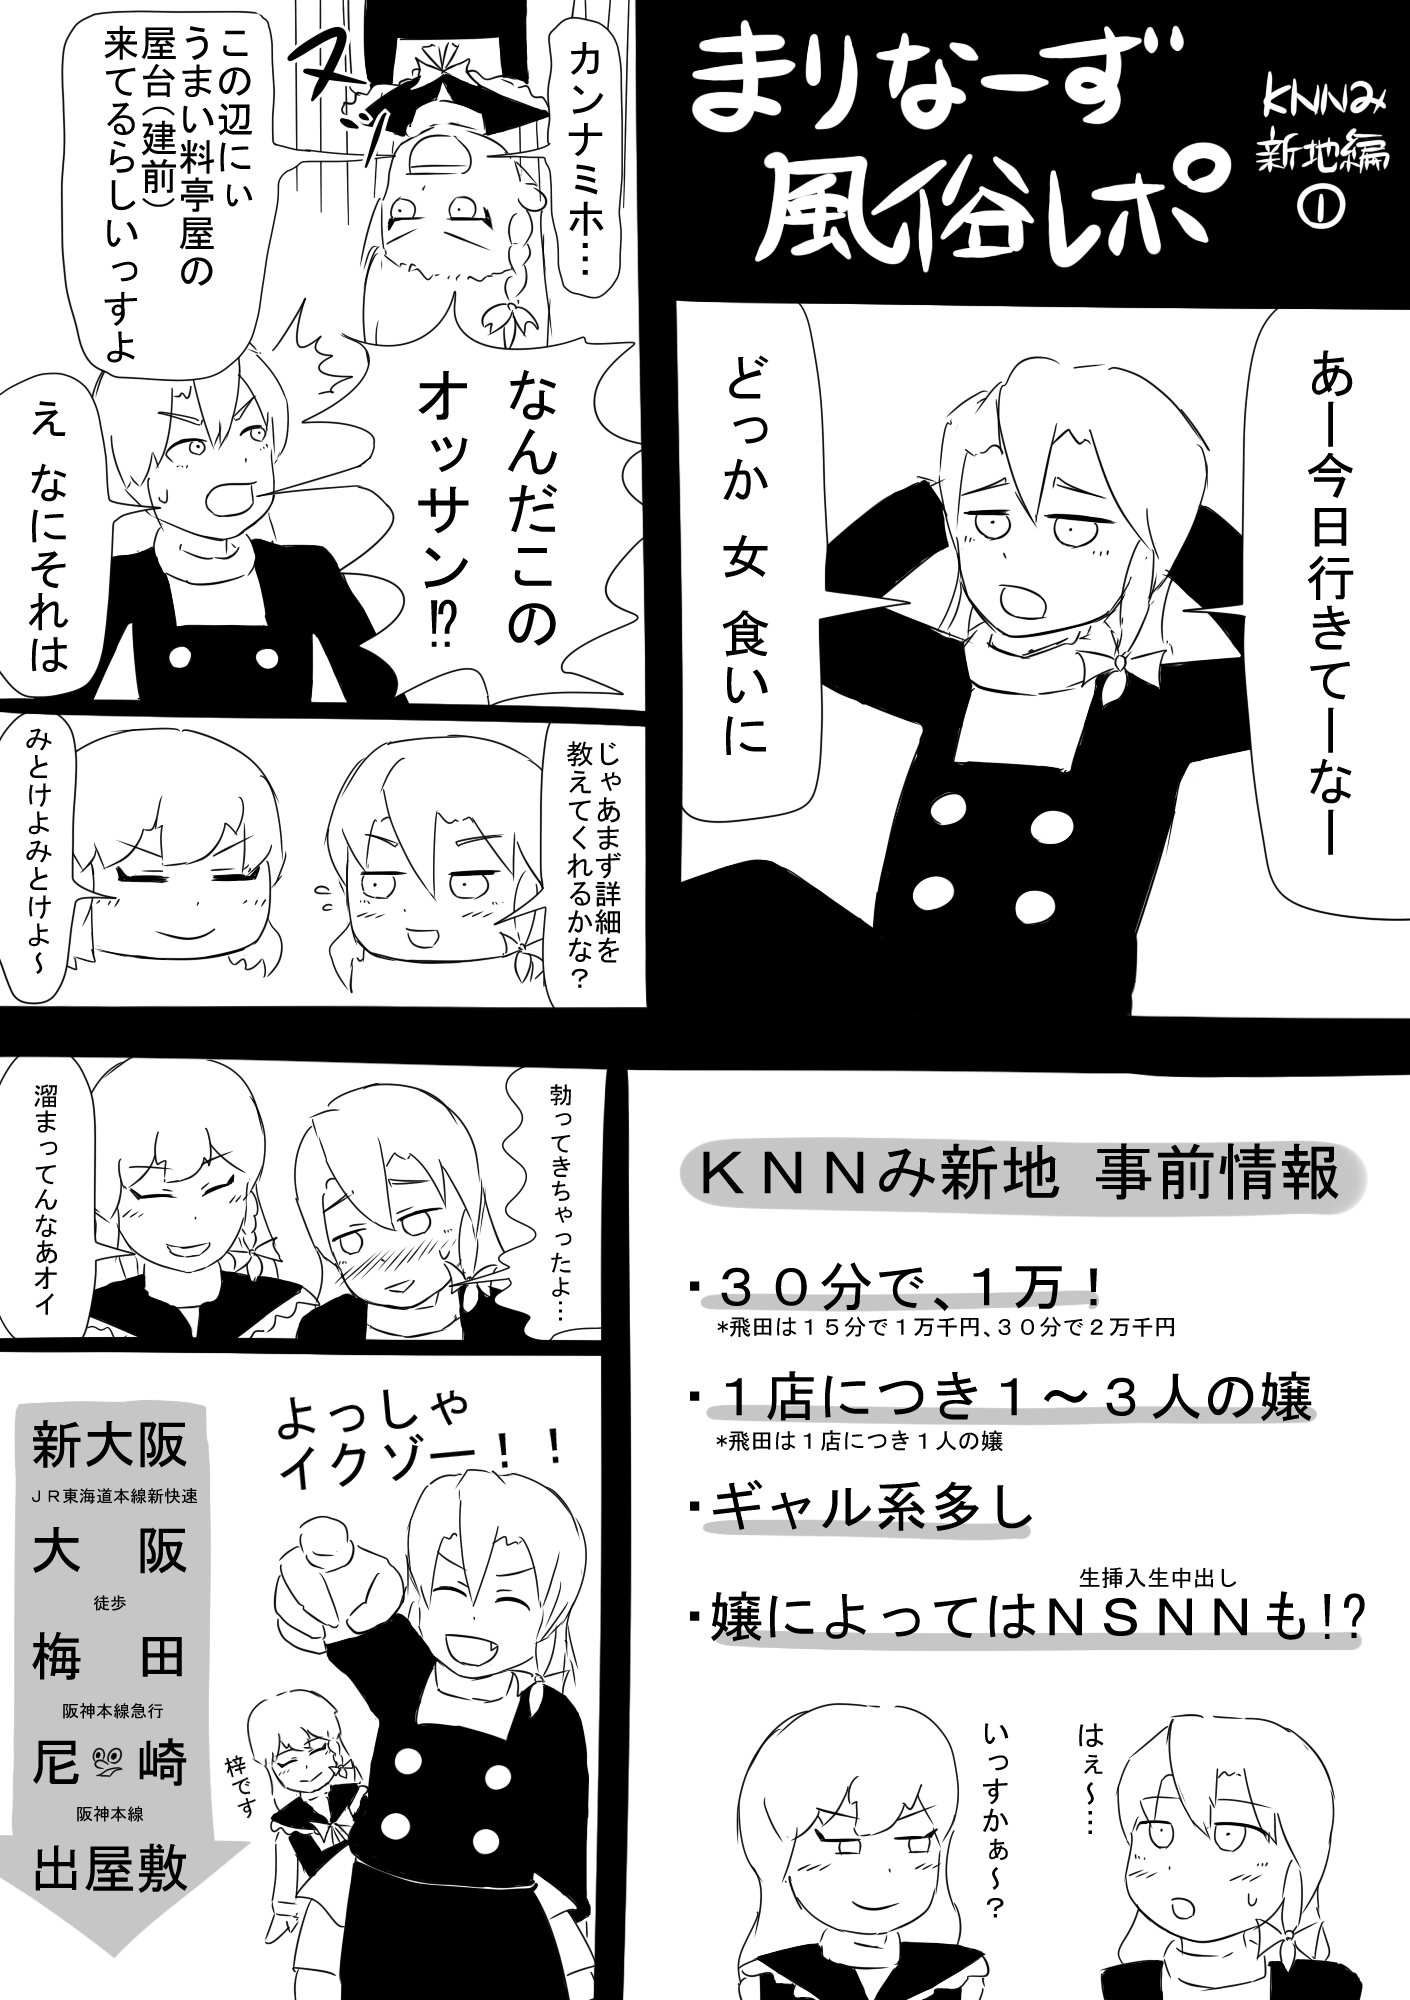 まりなーず
風俗レポ
KNNみ
新地編
①
あー今日行きてーなー
どっか 女 食いに
カンナミホ…
ヌッ
この辺にぃ
うまい料亭屋の
屋台(建前)
来てるらしいっすよ
なんだこの
オッサン!?
え なにそれは
じゃあまず詳細を
教えてくれるかな?
みとけよみとけよ～
KNNみ新地 事前情報
・30分で、1万!
*飛田は15分で1万千円、30分で2万千円
・1店につき1～3人の嬢
*飛田は1店につき1人の嬢
・ギャル系多し
生挿入生中出し
・嬢によってはNSNNも!?
はぇ～…
いっすかぁ～?
勃ってきちゃったよ…
溜まってんなあオイ
よっしゃ
イクゾー!!
梓です
新大阪
JR東海道本線新快速
大 阪
徒歩
梅 田
阪神本線急行
尼 崎
阪神本線
出屋敷